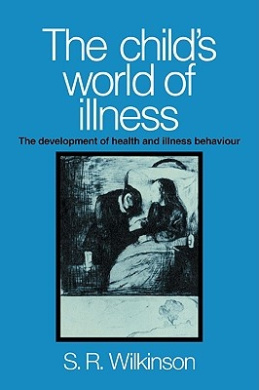 The child's
world of
illness
The development of health and illness behaviour
S. R. Wilkinson